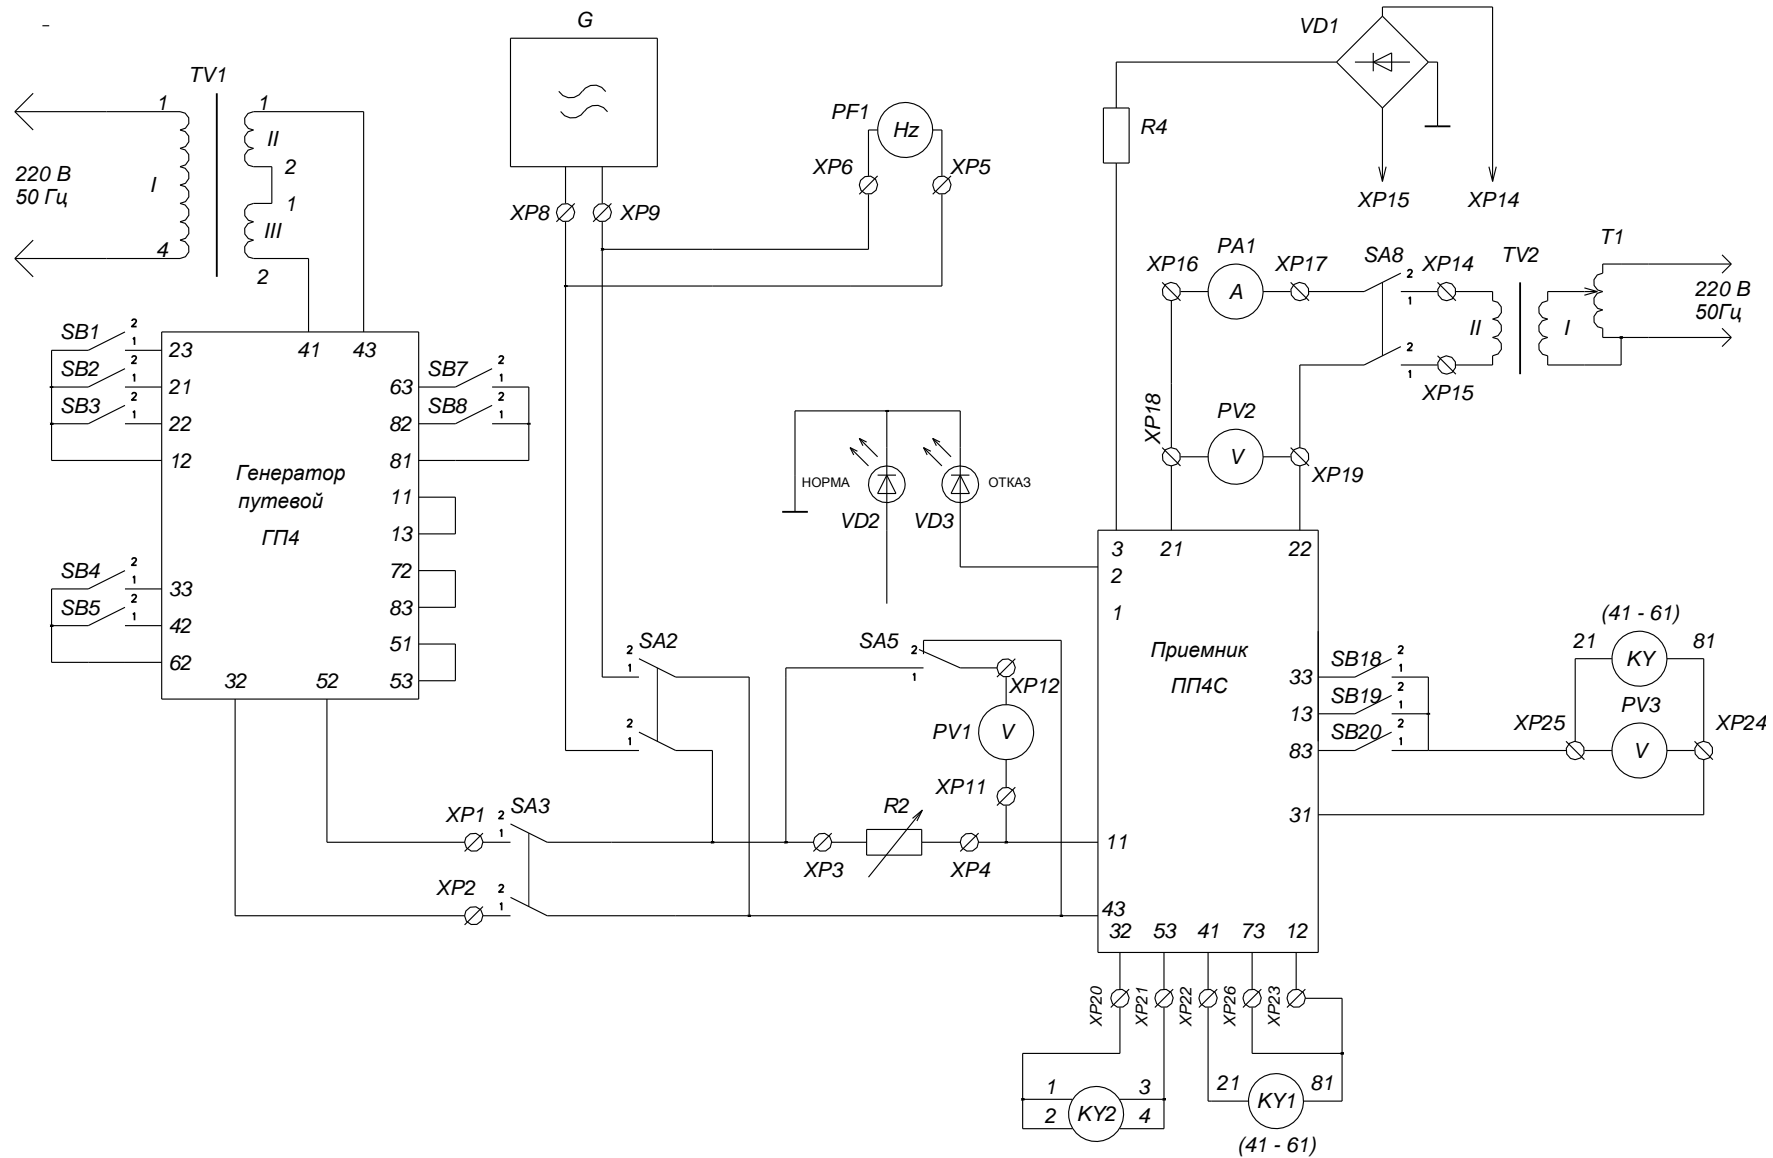 G
VD1
TV1
1
1
II
2
220 В
50 Гц
I
1
III
4
2
PF1
Hz
XP6
XP5
XP8
XP9
R4
XP15
XP14
PA1
XP16
A
XP17
SA8
2
1
XP14
TV2
T1
II
I
220 В
50Гц
2
1
XP15
XP18
PV2
V
XP19
SB1
2
1
23
SB2
2
1
21
SB3
2
1
22
12
41
43
63
SB7
2
1
82
SB8
2
1
81
Генератор
путевой
ГП4
11
13
72
83
51
53
SB4
2
1
33
SB5
2
1
42
62
32
52
НОРМА
VD2
ОТКАЗ
VD3
3
21
22
2
1
Приемник
ПП4С
SA2
2
1
2
1
SA5
2
1
XP12
PV1
V
XP11
33
SB18
2
1
13
SB19
2
1
83
SB20
2
1
31
(41 - 61)
21
KY
81
PV3
XP25
V
XP24
XP1
SA3
2
1
XP2
2
1
R2
XP3
XP4
11
43
32
53
41
73
12
XP20
XP21
XP22
XP26
XP23
1
3
2
KY2
4
21
KY1
81
(41 - 61)